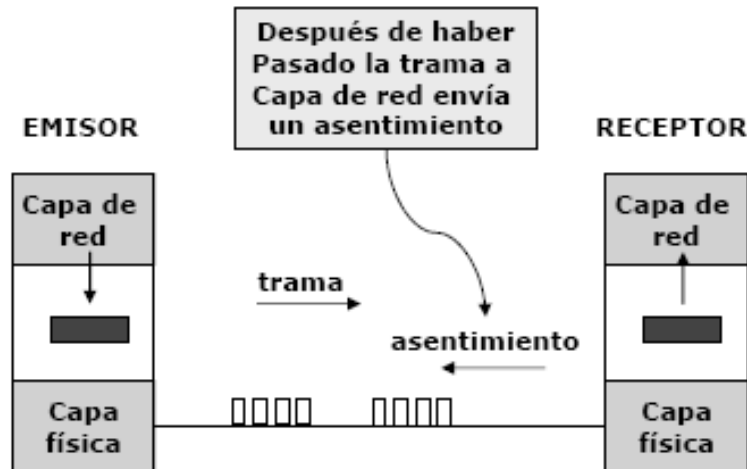 Después de haber
Pasado la trama a
Capa de red envía
un asentimiento
EMISOR
RECEPTOR
Capa de
red
Capa de
red
trama
asentimiento
Capa
física
Capa
física